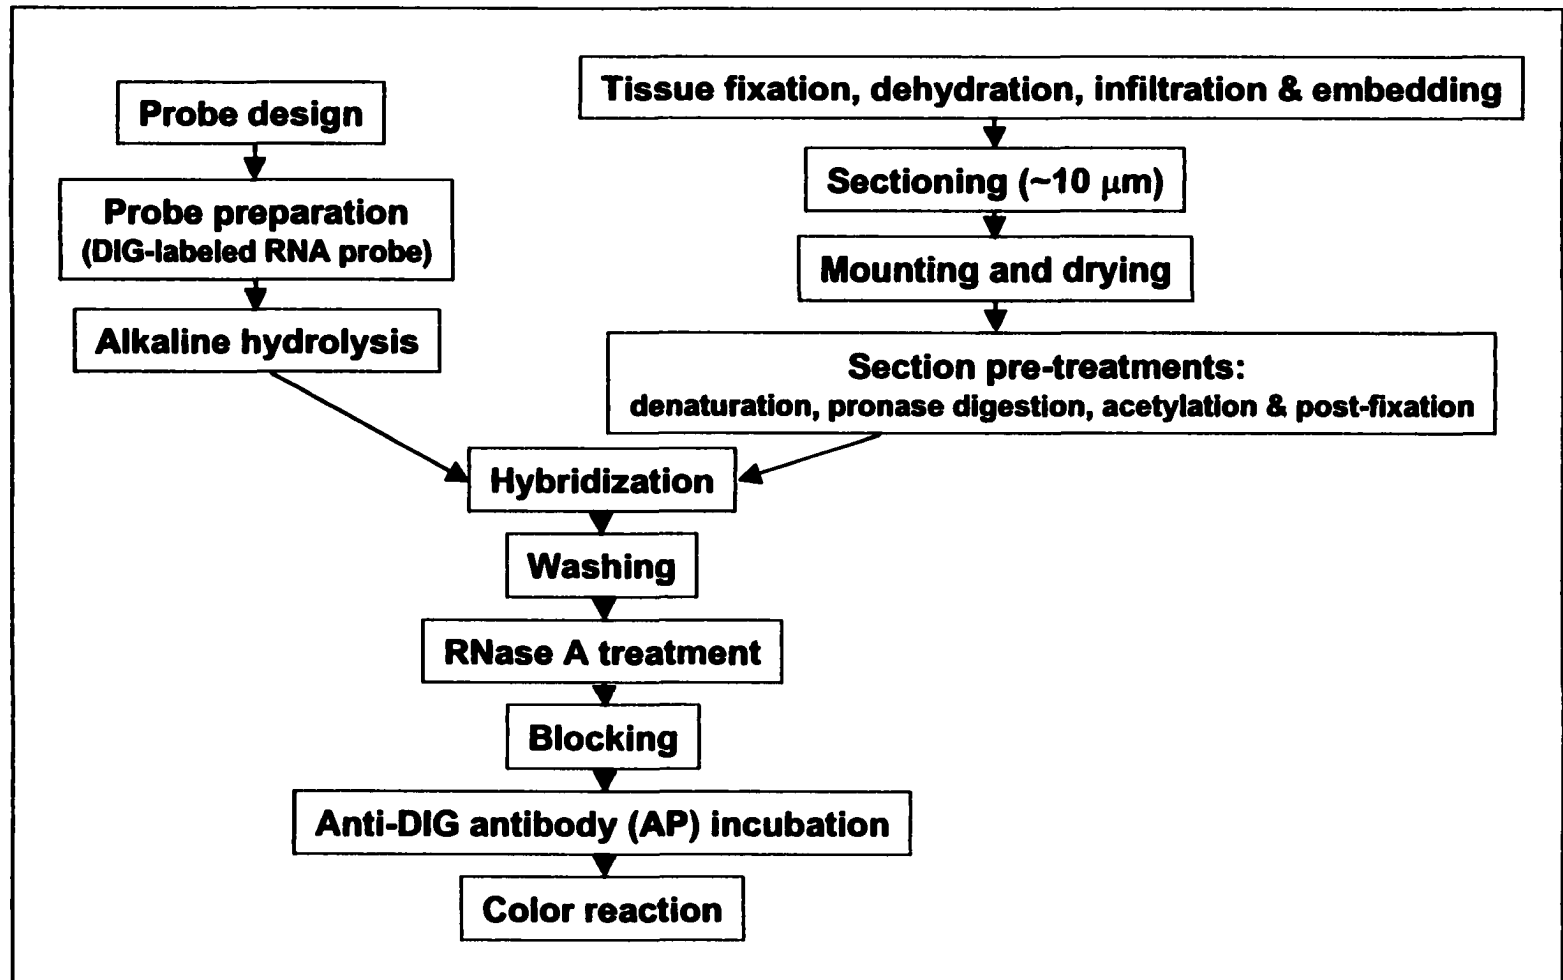 Probe design
Probe preparation
(DIG-labeled RNA probe)
Alkaline hydrolysis
Tissue fixation, dehydration, infiltration & embedding
Sectioning (~10 μm)
Mounting and drying
Section pre-treatments:
denaturation, pronase digestion, acetylation & post-fixation
Hybridization
Washing
RNase A treatment
Blocking
Anti-DIG antibody (AP) incubation
Color reaction